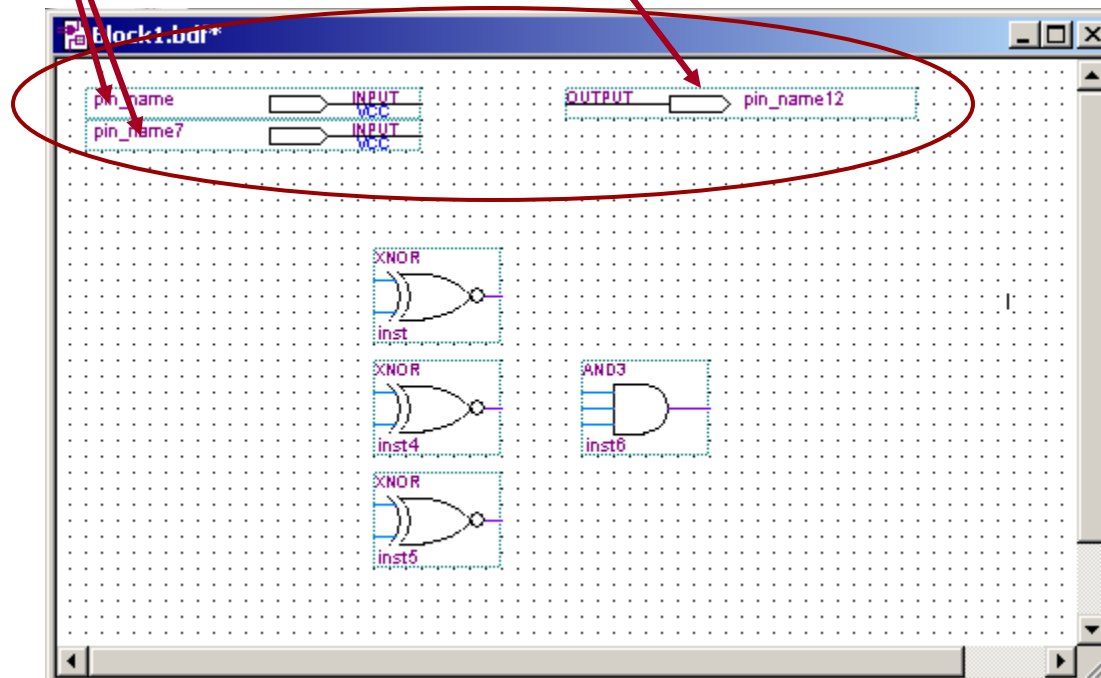 Block1.bdf*
pin_name INPUT VCC OUTPUT pin_name12
pin_name7 INPUT VCC
XNOR
inst
XNOR AND3
inst4 inst6
XNOR
inst5